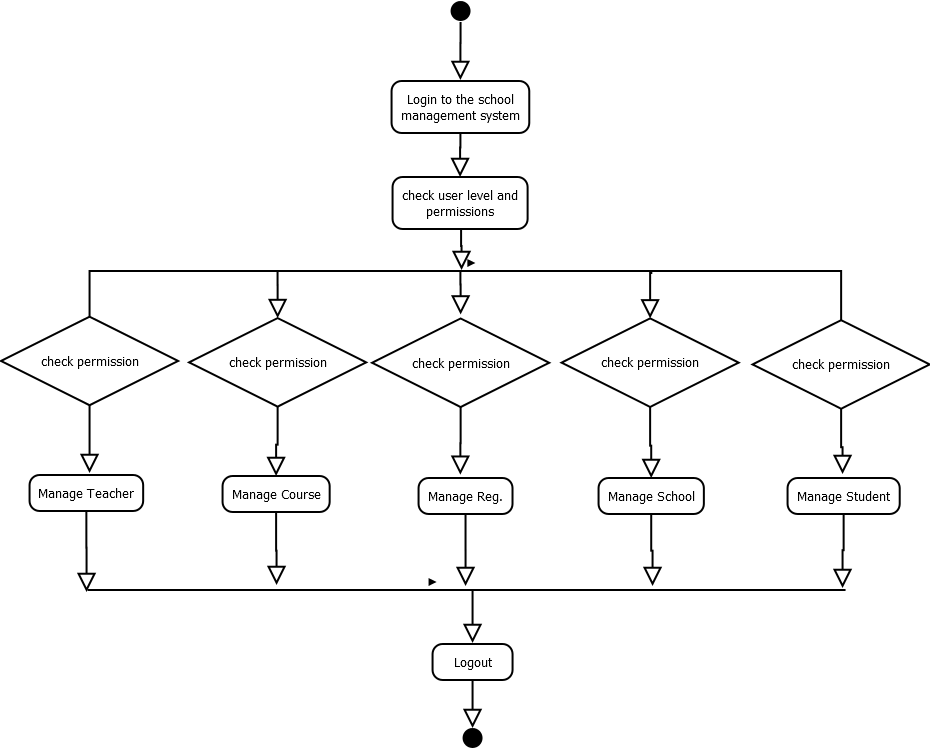 Login to the school
management system
check user level and
permissions
check permission
check permission
check permission
check permission
check permission
Manage Teacher
Manage Course
Manage Reg.
Manage School
Manage Student
Logout